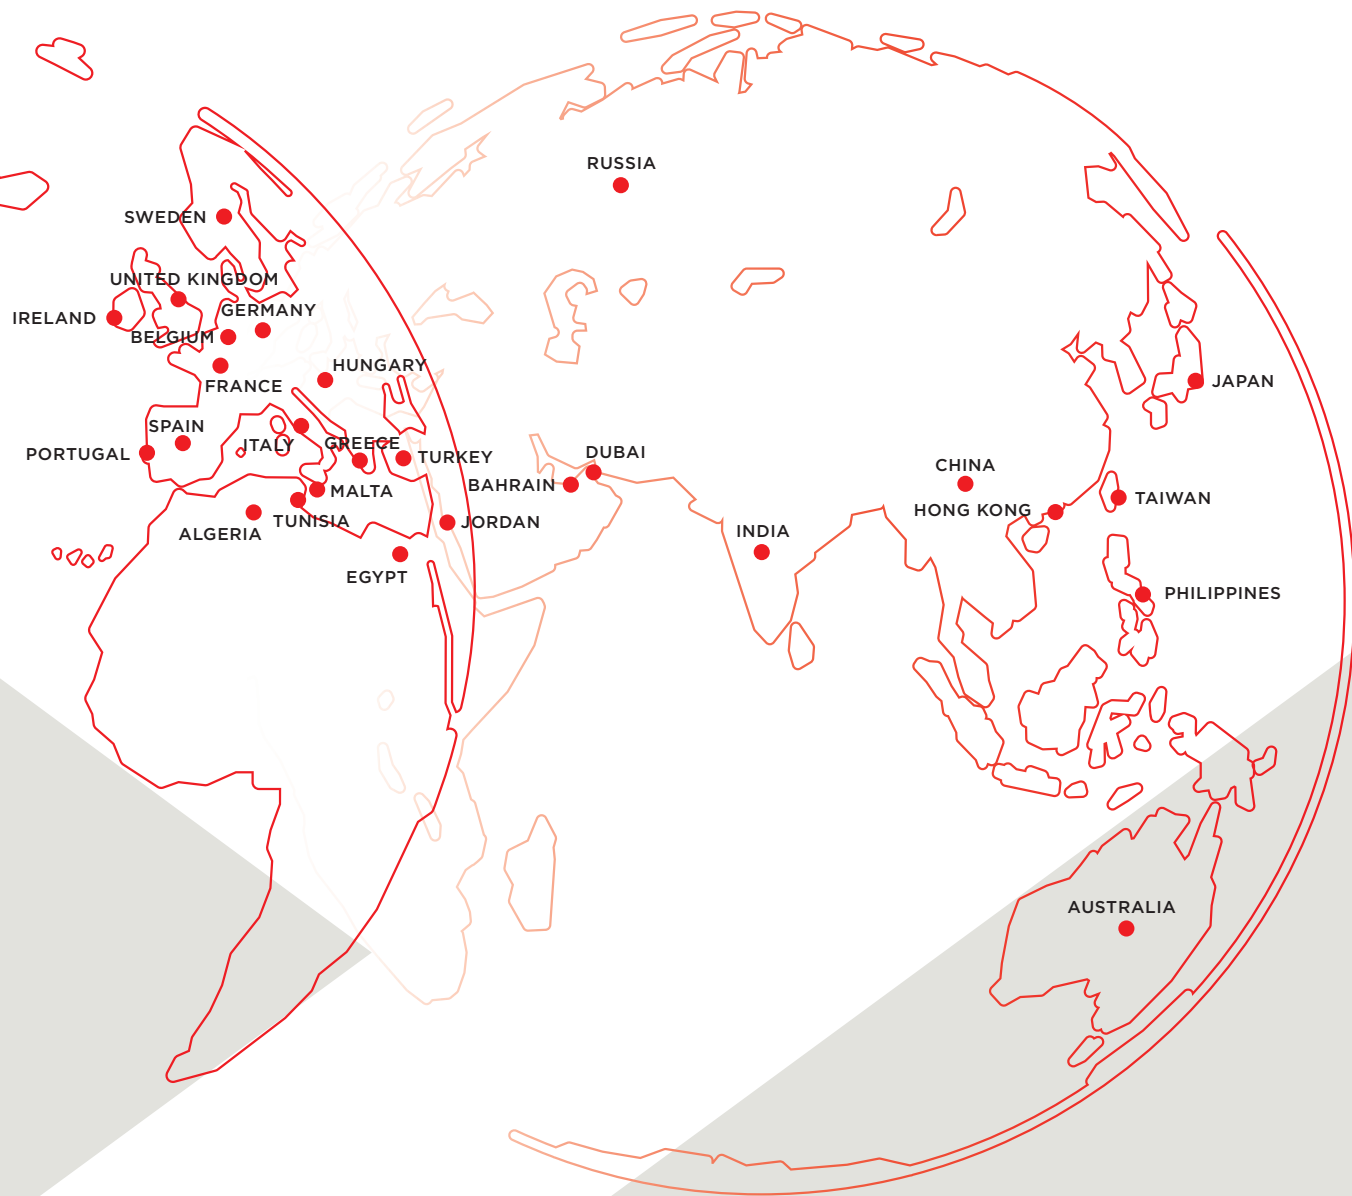 RUSSIA
SWEDEN
UNITED KINGDOM
GERMANY
IRELAND
BELGIUM
HUNGARY
FRANCE
JAPAN
SPAIN
ITALY
GREECE
PORTUGAL
TURKEY
DUBAI
BAHRAIN
CHINA
MALTA
TAIWAN
HONG KONG
TUNISIA
JORDAN
ALGERIA
INDIA
EGYPT
PHILIPPINES
AUSTRALIA